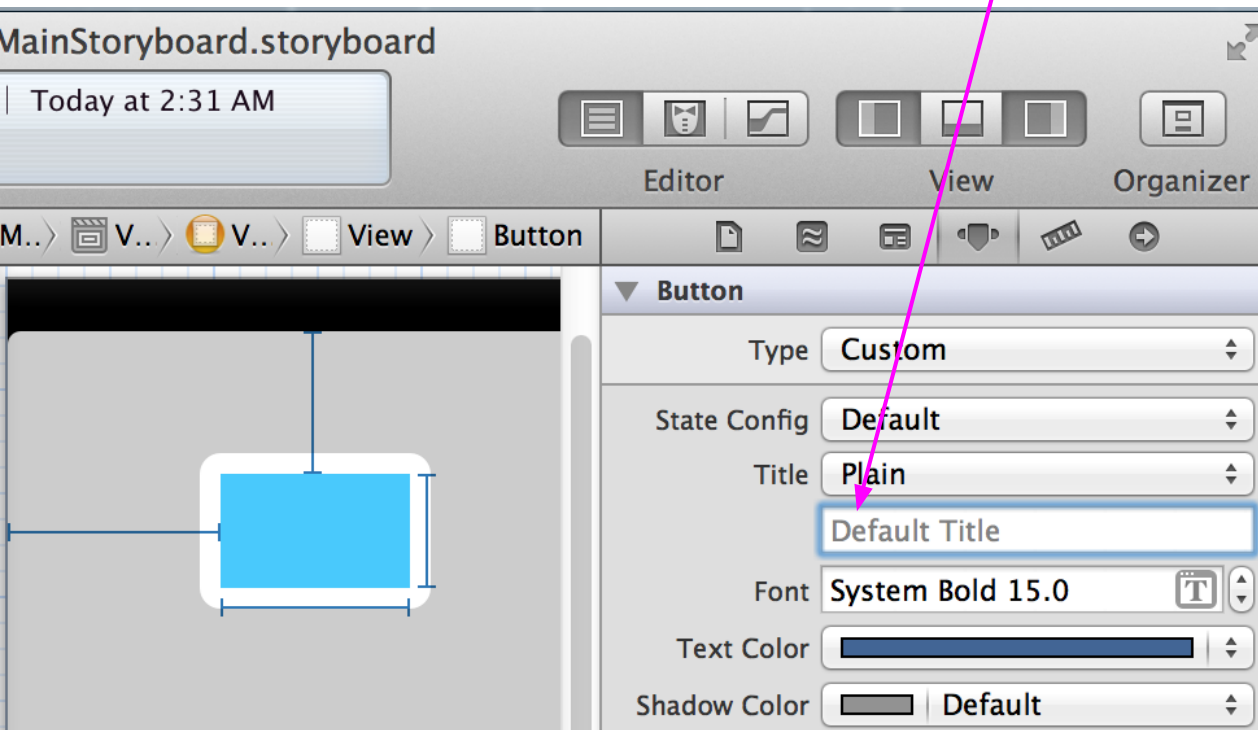 MainStoryboard.storyboard
Today at 2:31 AM
Editor View Organizer
M.. V.. V.. View Button
Button
Type Custom
State Config Default
Title Plain
Default Title
Font System Bold 15.0 T
Text Color
Shadow Color Default